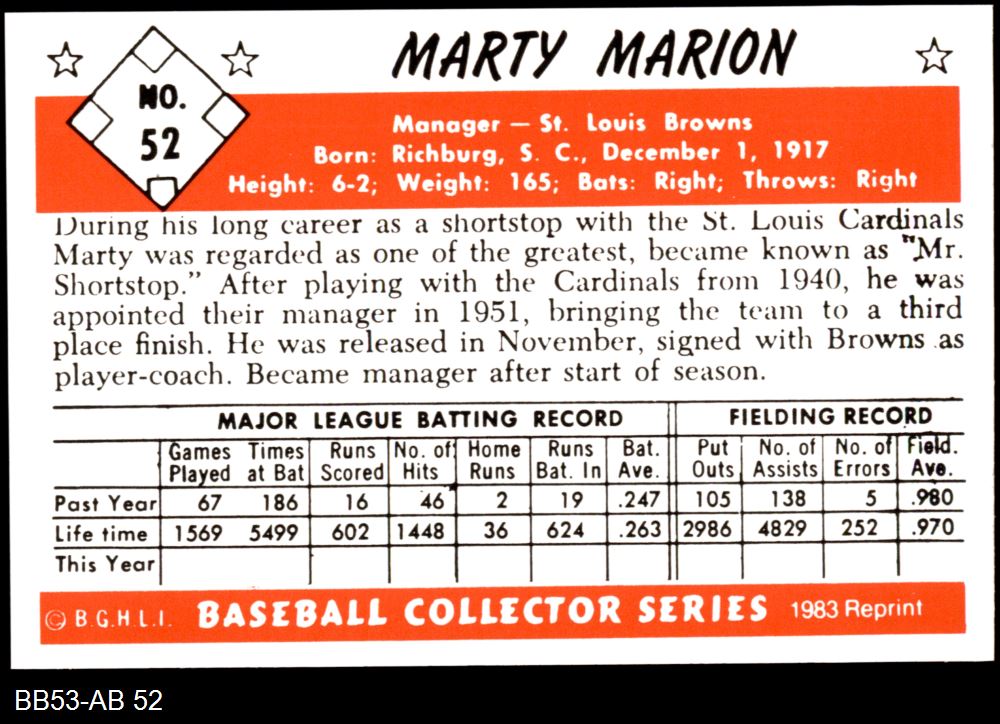 MARTY MARION
NO.
52
Manager — St. Louis Browns
Born: Richburg, S. C., December 1, 1917
Height: 6-2; Weight: 165; Bats: Right; Throws: Right
During his long career as a shortstop with the St. Louis Cardinals
Marty was regarded as one of the greatest, became known as "Mr.
Shortstop." After playing with the Cardinals from 1940, he was
appointed their manager in 1951, bringing the team to a third
place finish. He was released in November, signed with Browns as
player-coach. Became manager after start of season.
MAJOR LEAGUE BATTING RECORD FIELDING RECORD
Games Times Runs No. of Home Runs Bat. Put No. of No. of Field.
Played at Bat Scored Hits Runs Bat. In Ave. Outs Assists Errors Ave.
Past Year 67 186 16 46 2 19 .247 105 138 5 .980
Life time 1569 5499 602 1448 36 624 .263 2986 4829 252 .970
This Year
© B.G.H.L.I. BASEBALL COLLECTOR SERIES 1983 Reprint
BB53-AB 52